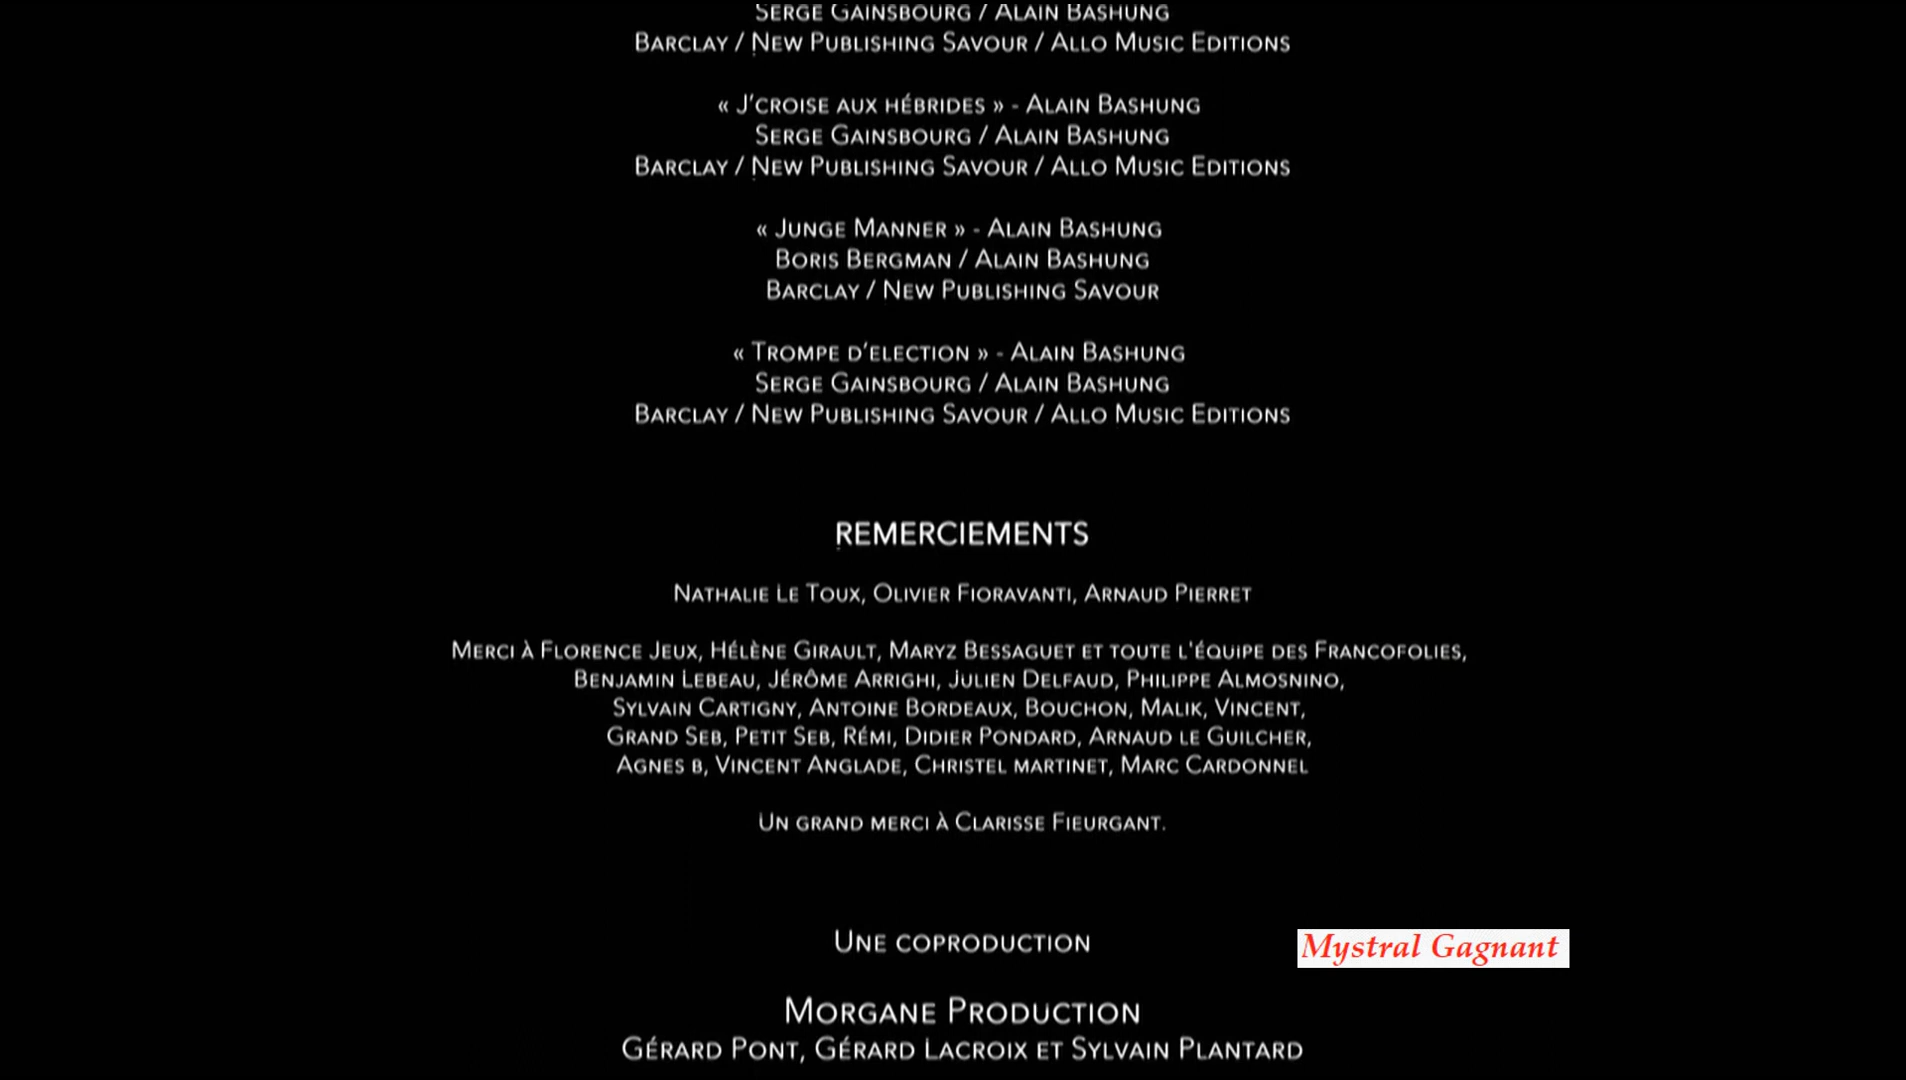 Serge Gainsbourg / Alain Bashung
Barclay / New Publishing Savour / Allo Music Editions
« J’croise aux hébrides » - Alain Bashung
Serge Gainsbourg / Alain Bashung
Barclay / New Publishing Savour / Allo Music Editions
« Junge Manner » - Alain Bashung
Boris Bergman / Alain Bashung
Barclay / New Publishing Savour
« Trompe d’election » - Alain Bashung
Serge Gainsbourg / Alain Bashung
Barclay / New Publishing Savour / Allo Music Editions
REMERCIEMENTS
Nathalie Le Toux, Olivier Fioravanti, Arnaud Pierret
Merci à Florence Jeux, Hélène Girault, Maryz Bessaguet et toute l'équipe des Francofolies,
Benjamin Lebeau, Jérôme Arrighi, Julien Delfaud, Philippe Almosnino,
Sylvain Cartigny, Antoine Bordeaux, Bouchon, Malik, Vincent,
Grand Seb, Petit Seb, Rémi, Didier Pondard, Arnaud le Guilcher,
Agnes b, Vincent Anglade, Christel martinet, Marc Cardonnel
Un grand merci à Clarisse Fieurgant.
Une coproduction
Mystral Gagnant
Morgane Production
Gérard Pont, Gérard Lacroix et Sylvain Plantard